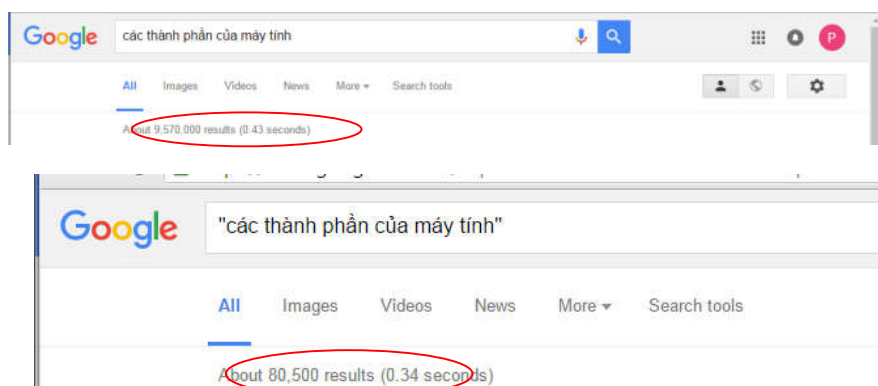 Google các thành phần của máy tính P
All Images Videos News More Search tools
About 9,570,000 results (0.43 seconds)
Google "các thành phần của máy tính"
All Images Videos News More Search tools
About 80,500 results (0.34 seconds)